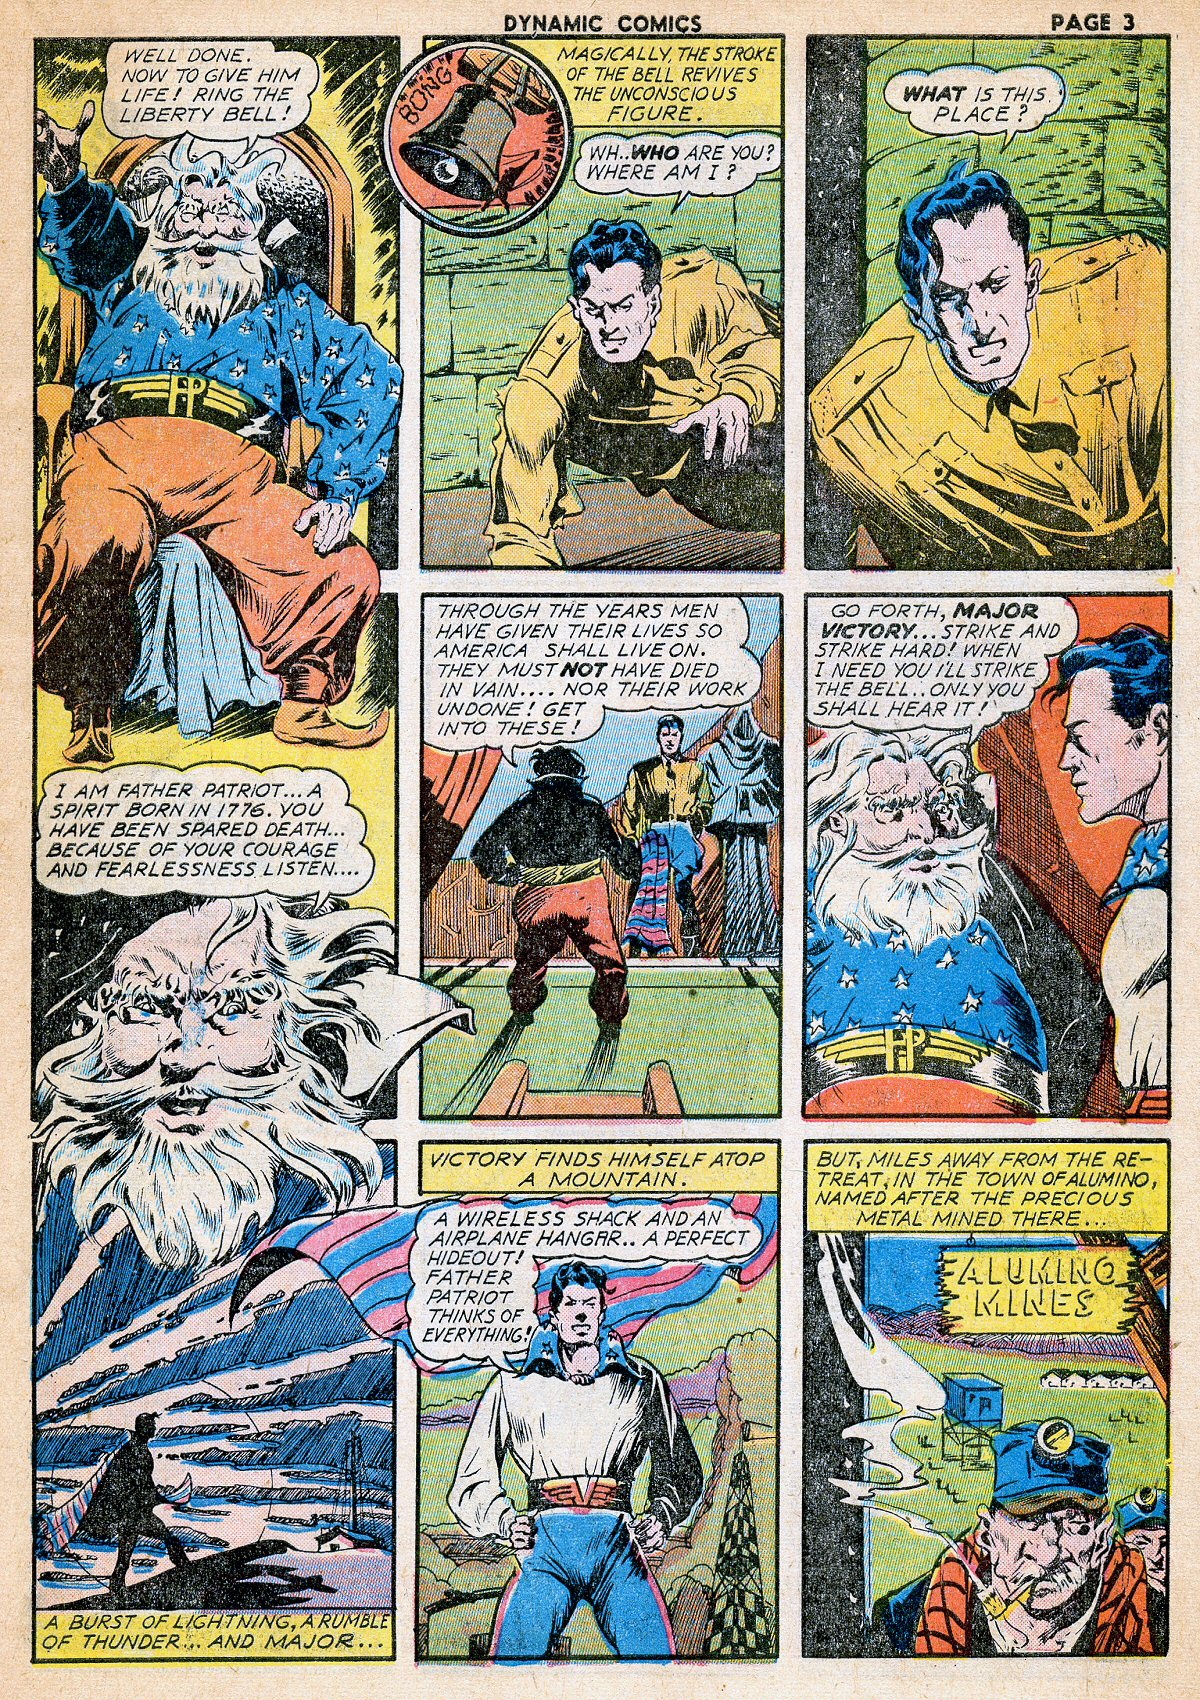 DYNAMIC COMICS
PAGE 3
WELL DONE.
NOW TO GIVE HIM
LIFE! RING THE
LIBERTY BELL!
FP
BONG
MAGICALLY, THE STROKE
OF THE BELL REVIVES
THE UNCONSCIOUS
FIGURE.
WH..WHO ARE YOU?
WHERE AM I?
WHAT IS THIS
PLACE?
I AM FATHER PATRIOT...A
SPIRIT BORN IN 1776. YOU
HAVE BEEN SPARED DEATH...
BECAUSE OF YOUR COURAGE
AND FEARLESSNESS LISTEN....
THROUGH THE YEARS MEN
HAVE GIVEN THEIR LIVES SO
AMERICA SHALL LIVE ON.
THEY MUST NOT HAVE DIED
IN VAIN.... NOR THEIR WORK
UNDONE! GET
INTO THESE!
GO FORTH, MAJOR
VICTORY... STRIKE AND
STRIKE HARD! WHEN
I NEED YOU I'LL STRIKE
THE BELL.. ONLY YOU
SHALL HEAR IT!
FP
A BURST OF LIGHTNING, A RUMBLE
OF THUNDER... AND MAJOR...
VICTORY FINDS HIMSELF ATOP
A MOUNTAIN.
A WIRELESS SHACK AND AN
AIRPLANE HANGAR.. A PERFECT
HIDEOUT!
FATHER
PATRIOT
THINKS OF
EVERYTHING!
V
BUT, MILES AWAY FROM THE RE-
TREAT, IN THE TOWN OF ALUMINO,
NAMED AFTER THE PRECIOUS
METAL MINED THERE...
ALUMINO
MINES